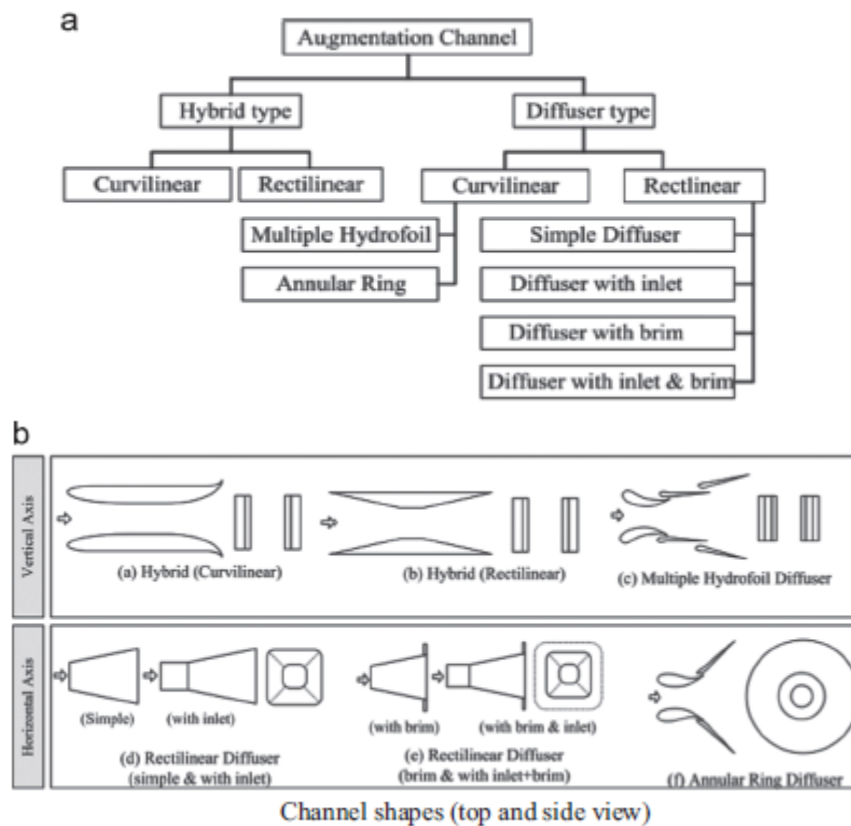 a
Augmentation Channel
Hybrid type
Diffuser type
Curvilinear
Rectilinear
Curvilinear
Rectlinear
Multiple Hydrofoil
Simple Diffuser
Annular Ring
Diffuser with inlet
Diffuser with brim
Diffuser with inlet & brim
b
Vertical Axis
(a) Hybrid (Curvilinear)
(b) Hybrid (Rectilinear)
(c) Multiple Hydrofoil Diffuser
Horizontal Axis
(Simple)
(with inlet)
(d) Rectilinear Diffuser
(simple & with inlet)
(with brim)
(with brim & inlet)
(e) Rectilinear Diffuser
(brim & with inlet+brim)
(f) Annular Ring Diffuser
Channel shapes (top and side view)